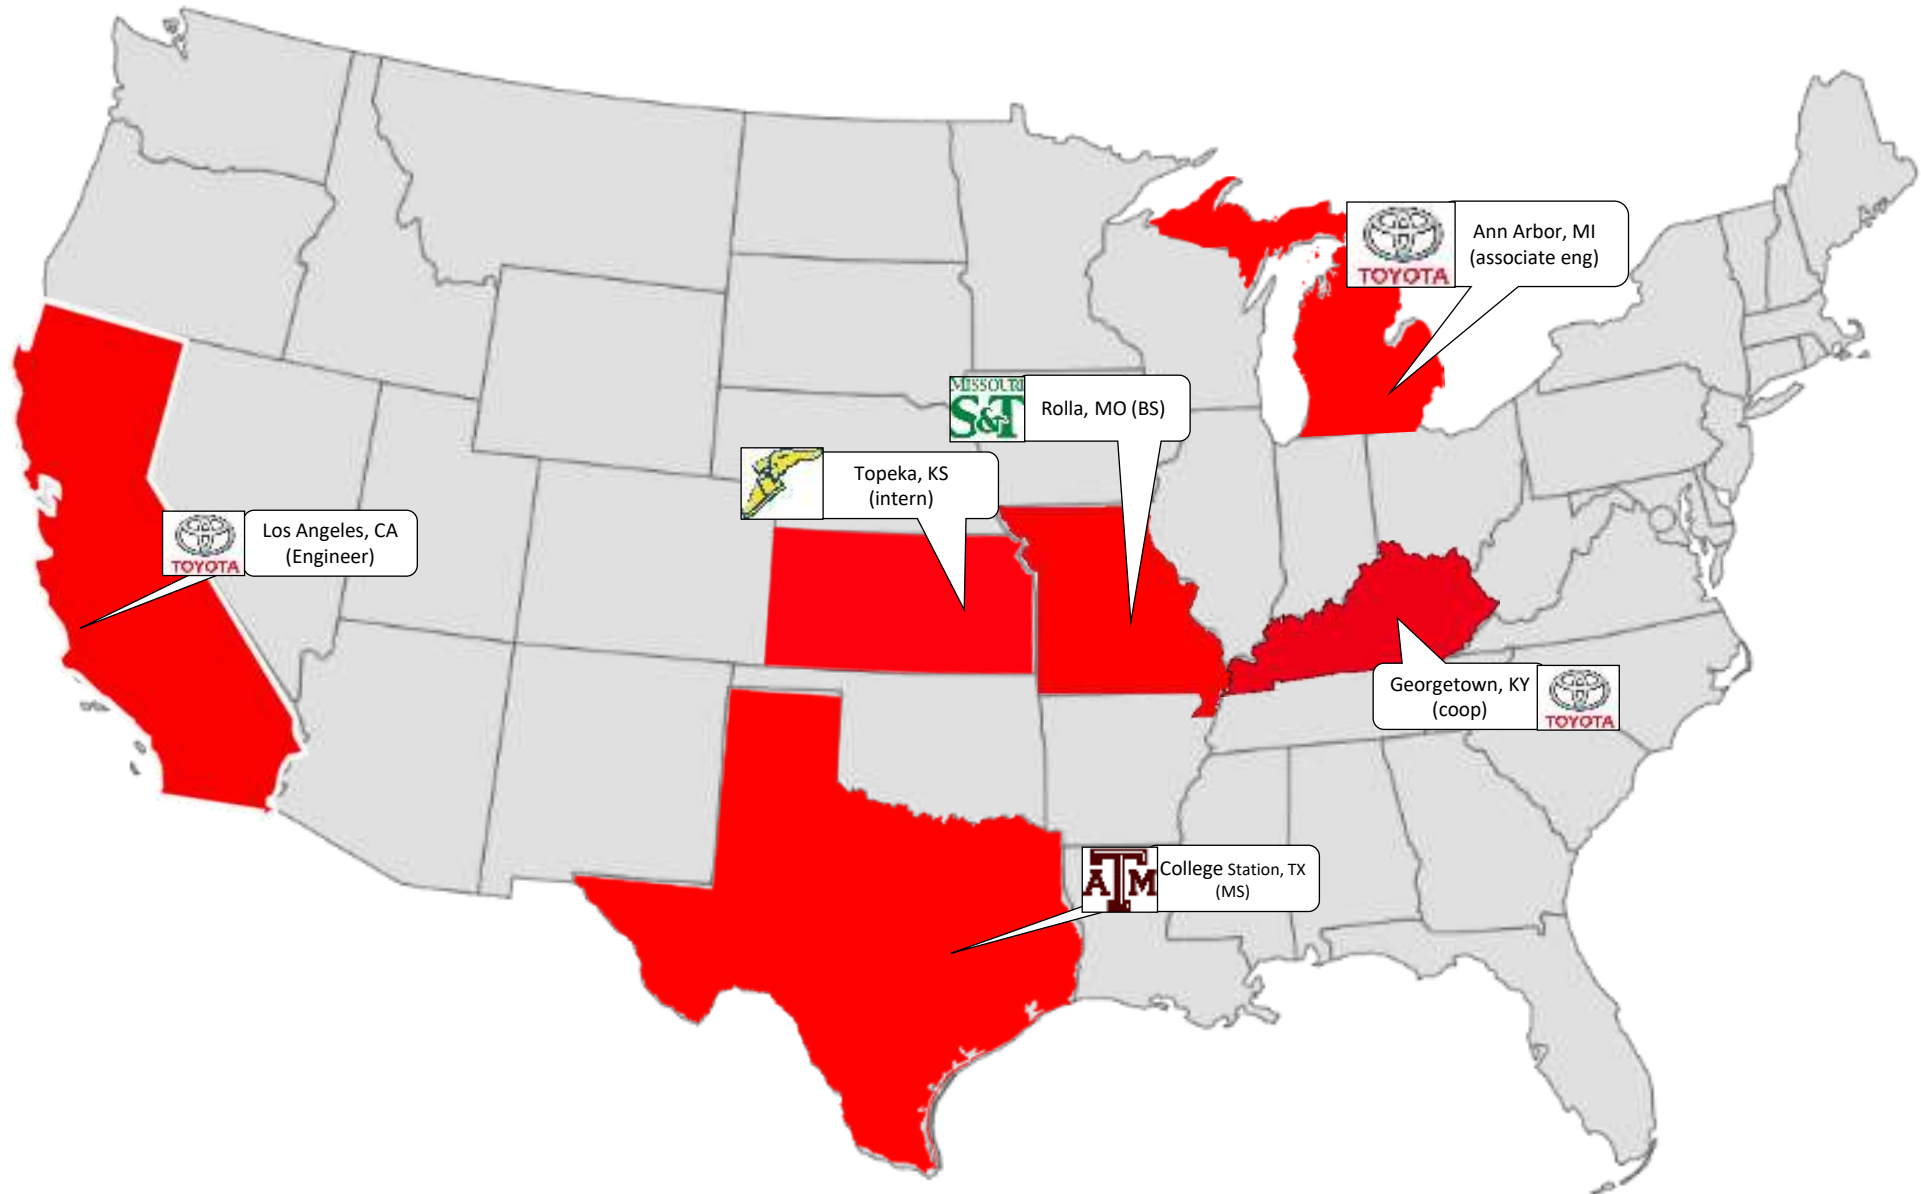 TOYOTA
Ann Arbor, MI
(associate eng)
MISSOURI
S&T
Rolla, MO (BS)
Topeka, KS
(intern)
TOYOTA
Los Angeles, CA
(Engineer)
Georgetown, KY
(coop)
TOYOTA
ATM
College Station, TX
(MS)